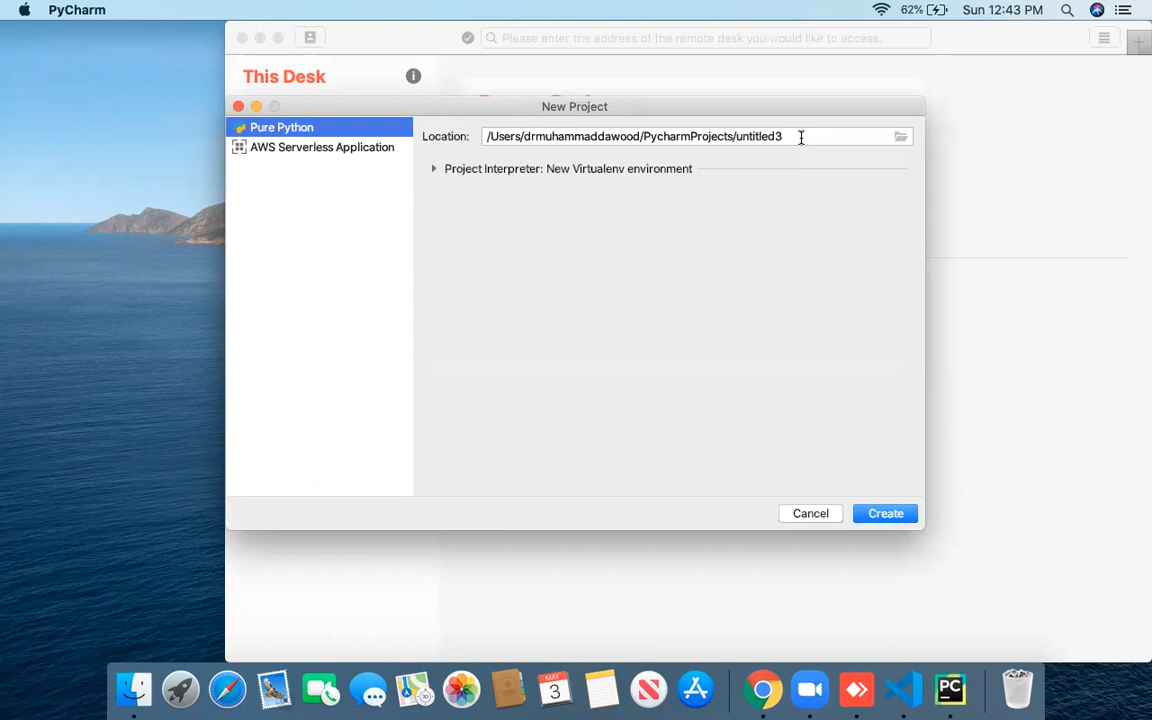 PyCharm
62%
Sun 12:43 PM
Please enter the address of the remote desk you would like to access.
This Desk
New Project
Pure Python
AWS Serverless Application
Location:
/Users/drmuhammaddawood/PycharmProjects/untitled3
Project Interpreter: New Virtualenv environment
Cancel
Create
MAY
3
PC